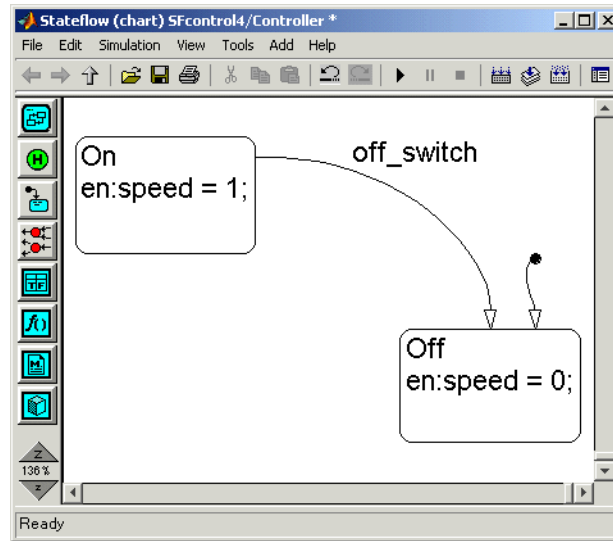 Stateflow (chart) SFcontrol4/Controller *
File Edit Simulation View Tools Add Help
On
en:speed = 1;
off_switch
Off
en:speed = 0;
H
TF
f()
M
Z
136%
z
Ready